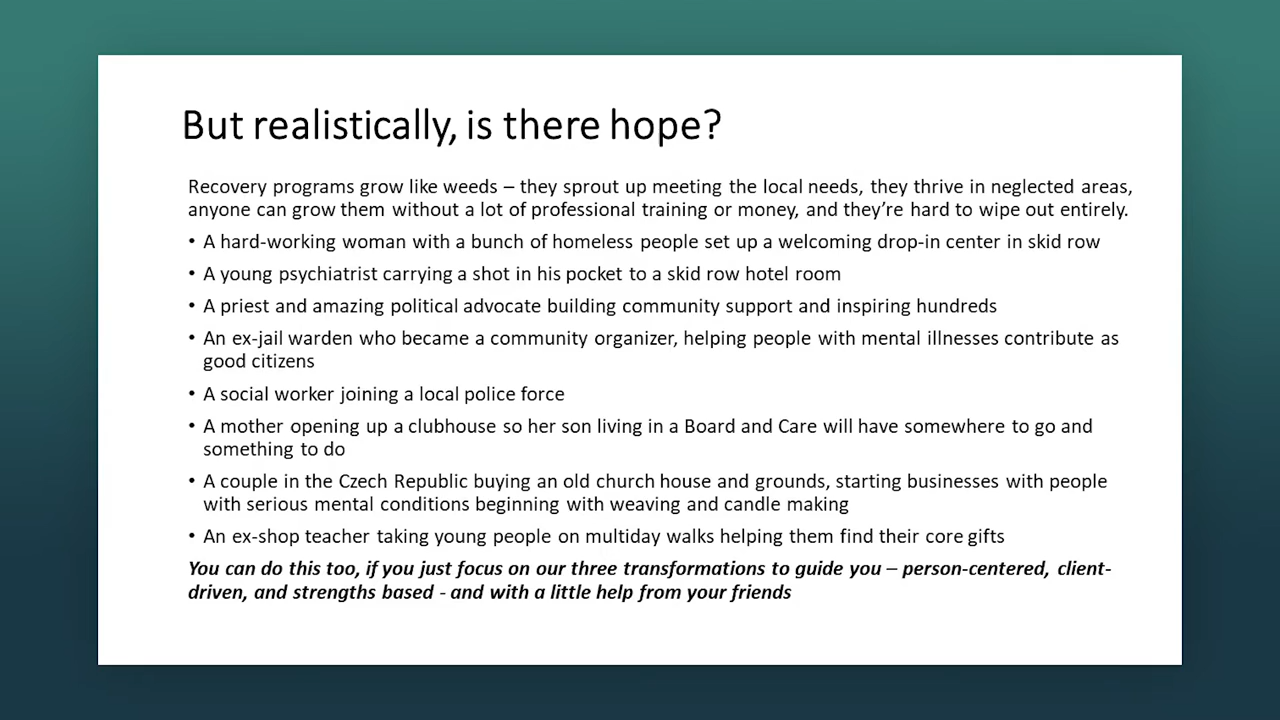 But realistically, is there hope?
Recovery programs grow like weeds – they sprout up meeting the local needs, they thrive in neglected areas,
anyone can grow them without a lot of professional training or money, and they’re hard to wipe out entirely.
• A hard-working woman with a bunch of homeless people set up a welcoming drop-in center in skid row
• A young psychiatrist carrying a shot in his pocket to a skid row hotel room
• A priest and amazing political advocate building community support and inspiring hundreds
• An ex-jail warden who became a community organizer, helping people with mental illnesses contribute as
good citizens
• A social worker joining a local police force
• A mother opening up a clubhouse so her son living in a Board and Care will have somewhere to go and
something to do
• A couple in the Czech Republic buying an old church house and grounds, starting businesses with people
with serious mental conditions beginning with weaving and candle making
• An ex-shop teacher taking young people on multiday walks helping them find their core gifts
You can do this too, if you just focus on our three transformations to guide you – person-centered, client-
driven, and strengths based - and with a little help from your friends